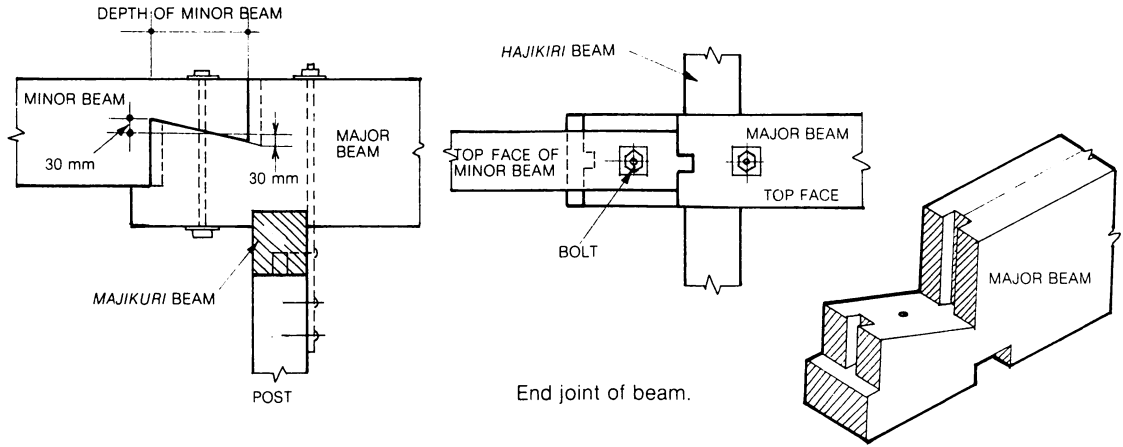 DEPTH OF MINOR BEAM
MINOR BEAM
30 mm
30 mm
MAJOR
BEAM
MAJIKURI BEAM
POST
HAJIKIRI BEAM
TOP FACE OF
MINOR BEAM
MAJOR BEAM
TOP FACE
BOLT
MAJOR BEAM
End joint of beam.